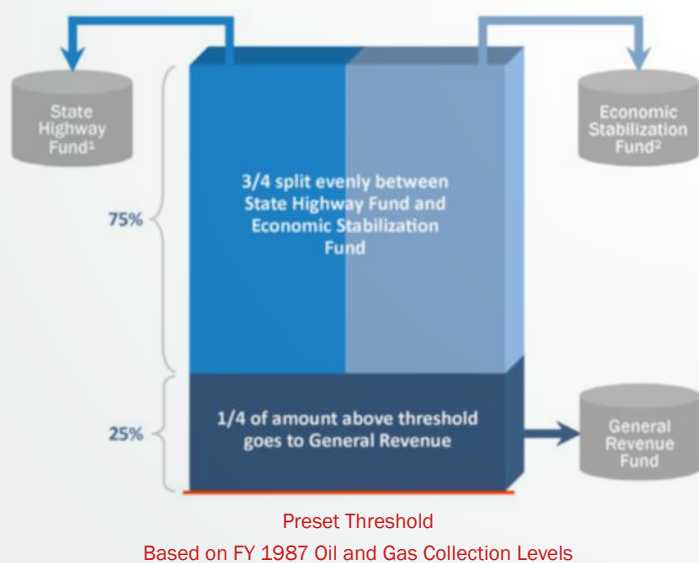 State
Highway
Fund¹
Economic
Stabilization
Fund²
3/4 split evenly between
State Highway Fund and
Economic Stabilization
Fund
75%
1/4 of amount above threshold
goes to General Revenue
25%
General
Revenue
Fund
Preset Threshold
Based on FY 1987 Oil and Gas Collection Levels